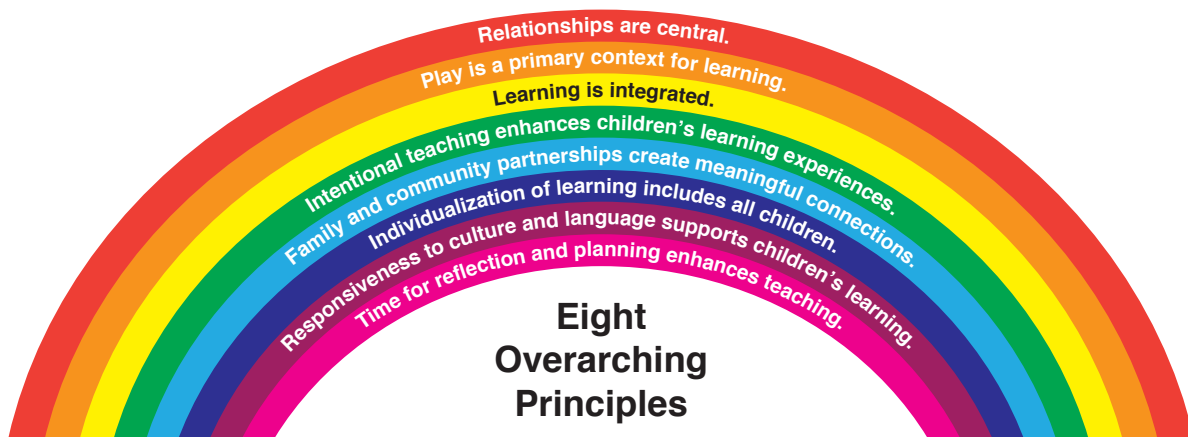 Relationships are central.
Play is a primary context for learning.
Learning is integrated.
Intentional teaching enhances children’s learning experiences.
Family and community partnerships create meaningful connections.
Individualization of learning includes all children.
Responsiveness to culture and language supports children’s learning.
Time for reflection and planning enhances teaching.
Eight
Overarching
Principles